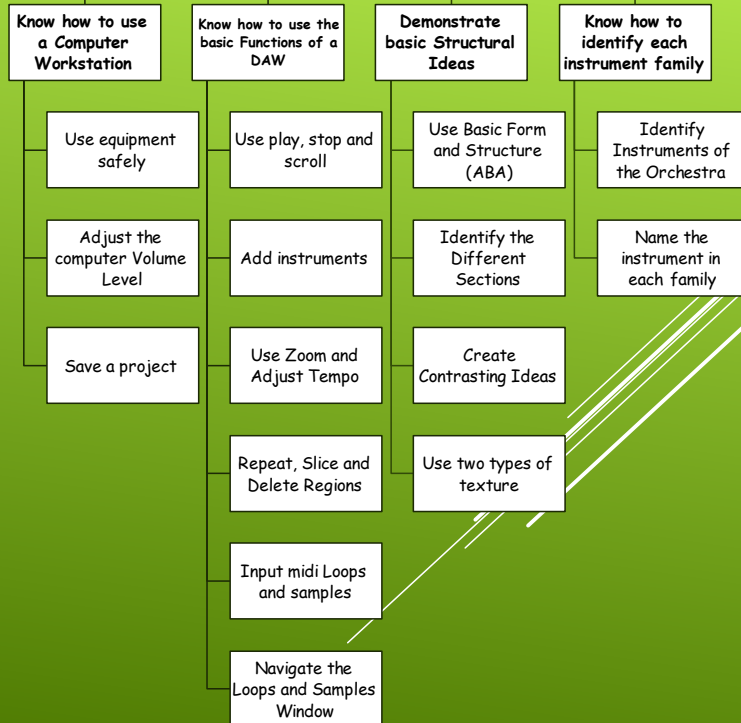 Know how to use
a Computer
Workstation
Use equipment
safely
Adjust the
computer Volume
Level
Save a project
Know how to use the
basic Functions of a
DAW
Use play, stop and
scroll
Add instruments
Use Zoom and
Adjust Tempo
Repeat, Slice and
Delete Regions
Input midi Loops
and samples
Navigate the
Loops and Samples
Window
Demonstrate
basic Structural
Ideas
Use Basic Form
and Structure
(ABA)
Identify the
Different
Sections
Create
Contrasting Ideas
Use two types of
texture
Know how to
identify each
instrument family
Identify
Instruments of
the Orchestra
Name the
instrument in
each family